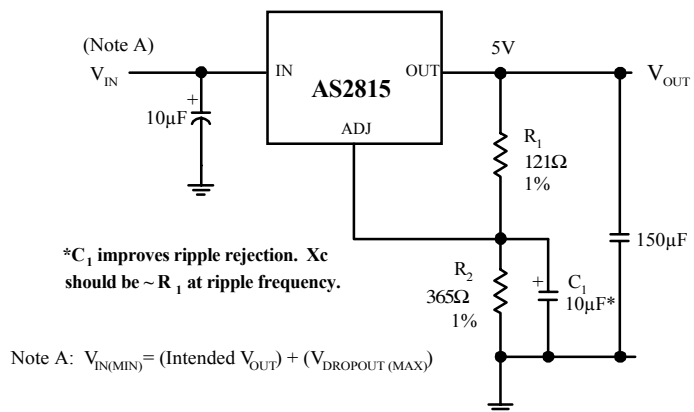 (Note A)
V_IN
10µF
+
IN
OUT
AS2815
ADJ
5V
V_OUT
R_1
121Ω
1%
150µF
*C_1 improves ripple rejection. Xc
should be ~ R_1 at ripple frequency.
R_2
365Ω
1%
+
C_1
10µF*
Note A: V_IN(MIN)= (Intended V_OUT) + (V_DROPOUT (MAX))